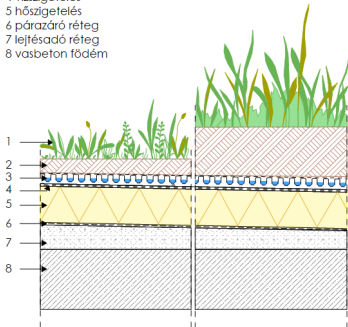 5 hőszigetelés
6 párazáró réteg
7 lejtésadó réteg
8 vasbeton födém
1
2
3
4
5
6
7
8